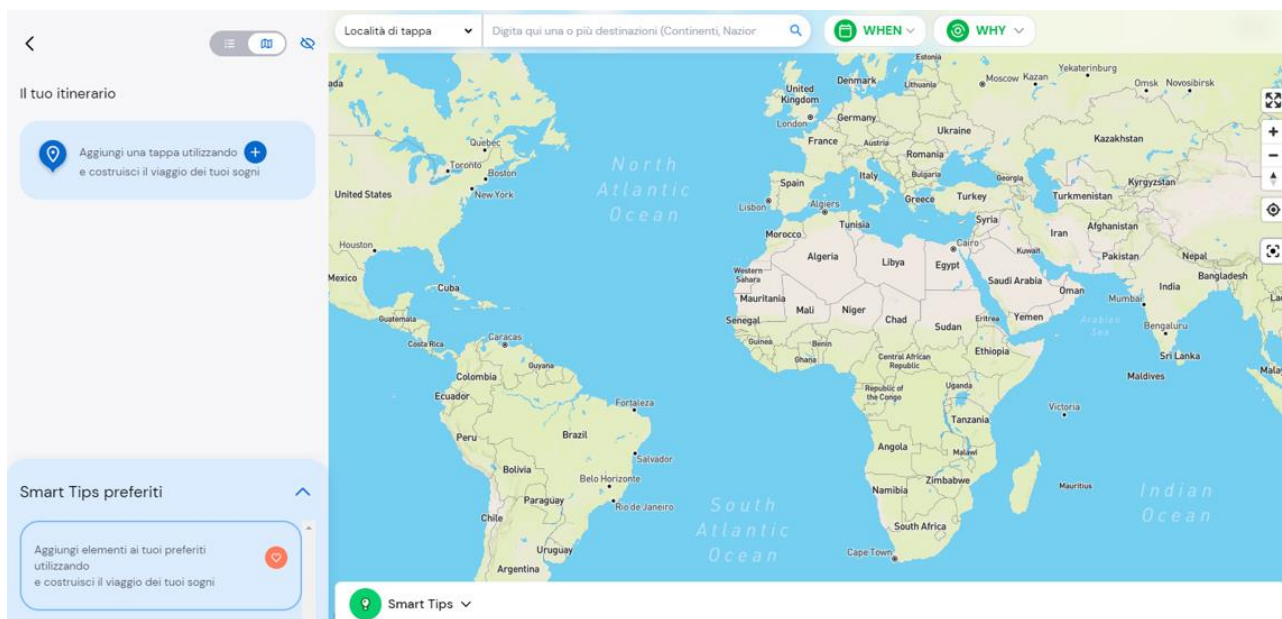 Località di tappa
Digita qui una o più destinazioni (Continenti, Nazior
WHEN
WHY
Il tuo itinerario
Aggiungi una tappa utilizzando
e costruisci il viaggio dei tuoi sogni
Smart Tips preferiti
Aggiungi elementi ai tuoi preferiti
utilizzando
e costruisci il viaggio dei tuoi sogni
Smart Tips
ada
Quebec
Toronto
Boston
United States
New York
Houston
Mexico
Cuba
Guatemala
Costa Rica
Caracas
Guyana
Colombia
Ecuador
Fortaleza
Peru
Brazil
Salvador
Bolivia
Belo Horizonte
Paraguay
Rio de Janeiro
Chile
Uruguay
Argentina
North
Atlantic
Ocean
South
Atlantic
Ocean
Estonia
United
Kingdom
Denmark
Lithuania
Moscow
Kazan
Yekaterinburg
Omsk
Novosibirsk
London
Germany
Ukraine
Kazakhstan
France
Austria
Romania
Spain
Italy
Bulgaria
Georgia
Kyrgyzstan
Lisbon
Algiers
Greece
Turkey
Turkmenistan
Tunisia
Syria
Morocco
Cairo
Iran
Afghanistan
Algeria
Libya
Egypt
Kuwait
Pakistan
Nepal
Western
Sahara
Saudi Arabia
Bangladesh
Oman
India
Mauritania
Mali
Niger
Mumbai
Lao
Senegal
Chad
Sudan
Eritrea
Yemen
Arabian
Sea
Bengaluru
Guinea
Benin
Ghana
Central African
Republic
Ethiopia
Sri Lanka
Maldives
Malay
Republic of
the Congo
Uganda
Victoria
Tanzania
Angola
Malawi
Zimbabwe
Namibia
Mauritius
Indian
Ocean
South Africa
Cape Town